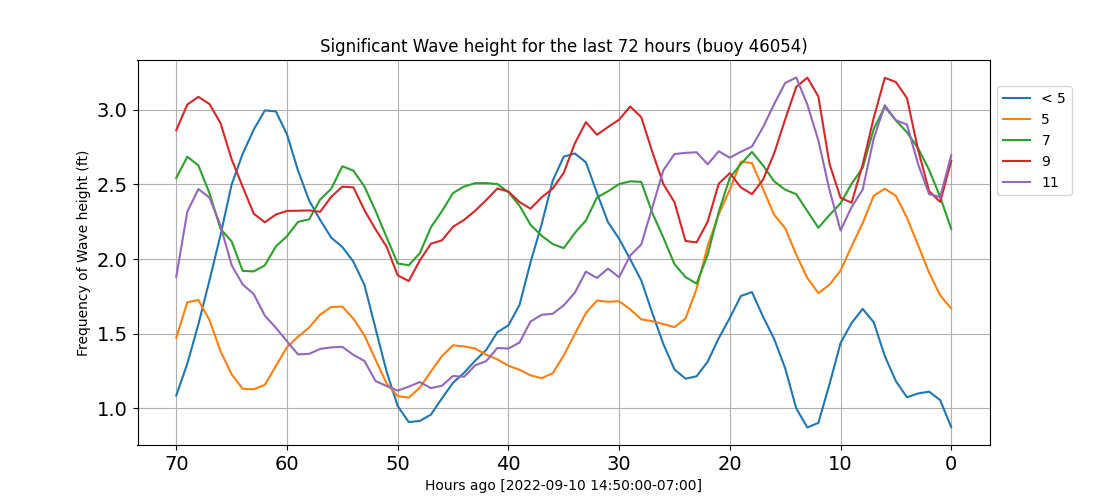 Significant Wave height for the last 72 hours (buoy 46054)
Frequency of Wave height (ft)
3.0
2.5
2.0
1.5
1.0
70 60 50 40 30 20 10 0
Hours ago [2022-09-10 14:50:00-07:00]
< 5
5
7
9
11